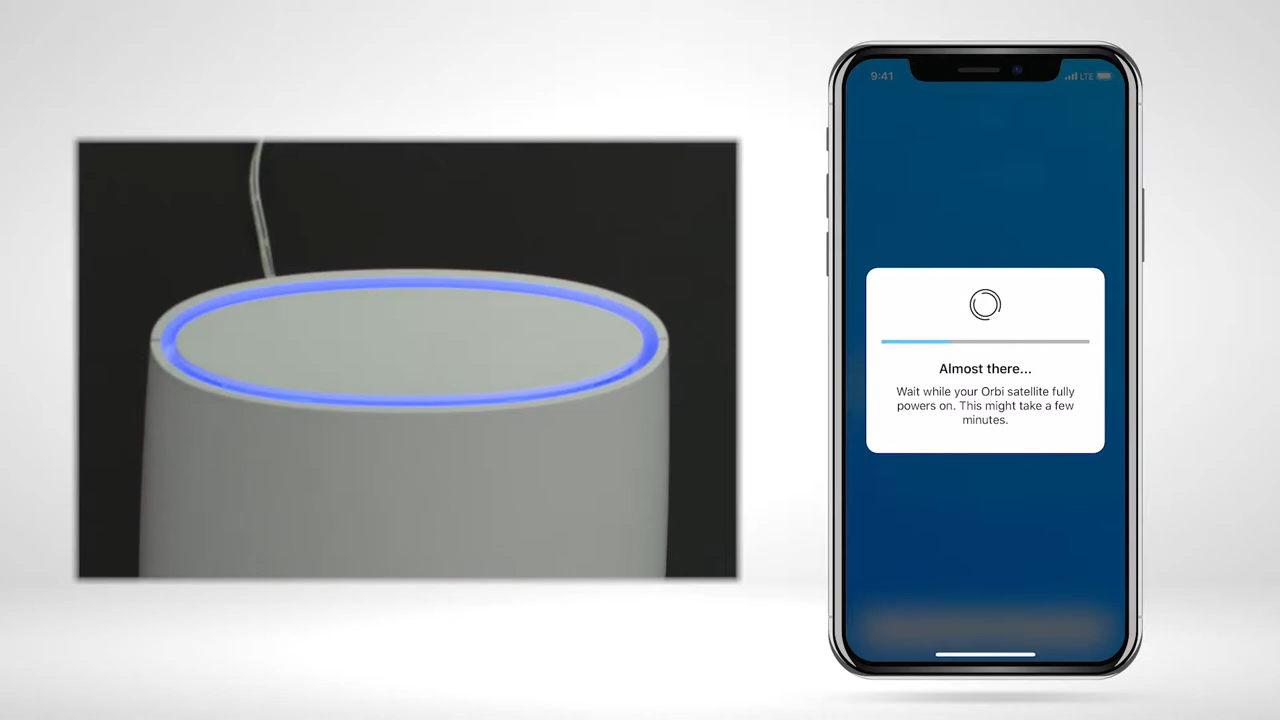 9:41
LTE
Almost there...
Wait while your Orbi satellite fully
powers on. This might take a few
minutes.